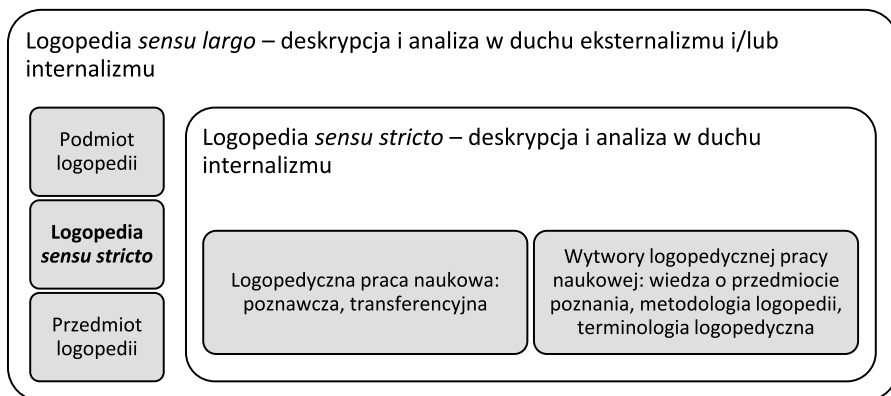 Logopedia sensu largo – deskrypcja i analiza w duchu eksternalizmu i/lub
internalizmu
Podmiot
logopedii
Logopedia
sensu stricto
Przedmiot
logopedii
Logopedia sensu stricto – deskrypcja i analiza w duchu
internalizmu
Logopedyczna praca naukowa:
poznawcza, transferencyjna
Wytwory logopedycznej pracy
naukowej: wiedza o przedmiocie
poznania, metodologia logopedii,
terminologia logopedyczna